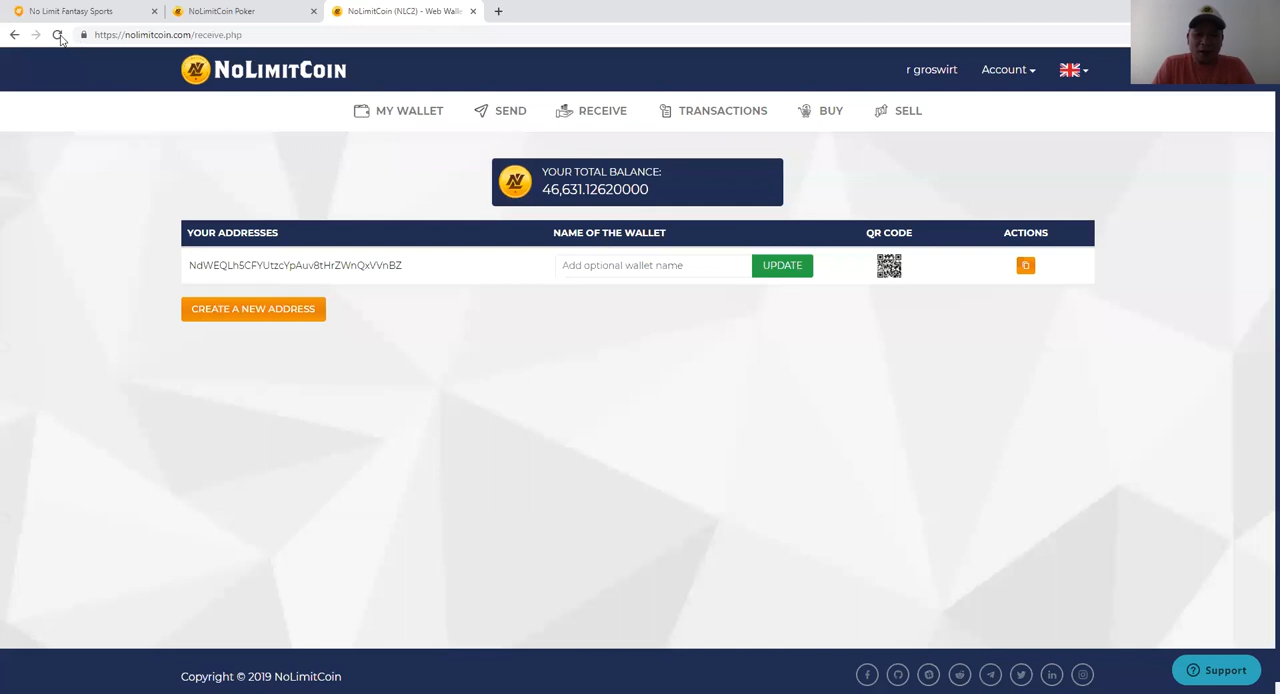 No Limit Fantasy Sports
NoLimitCoin Poker
NoLimitCoin (NLC2) - Web Wall
https://nolimitcoin.com/receive.php
NOLIMITCOIN
r groswirt
Account
MY WALLET
SEND
RECEIVE
TRANSACTIONS
BUY
SELL
YOUR TOTAL BALANCE:
46,631.12620000
YOUR ADDRESSES
NAME OF THE WALLET
QR CODE
ACTIONS
NdWEQLh5CFYUtzcYpAuv8tHrZWnQxVVnBZ
Add optional wallet name
UPDATE
CREATE A NEW ADDRESS
Copyright © 2019 NoLimitCoin
Support